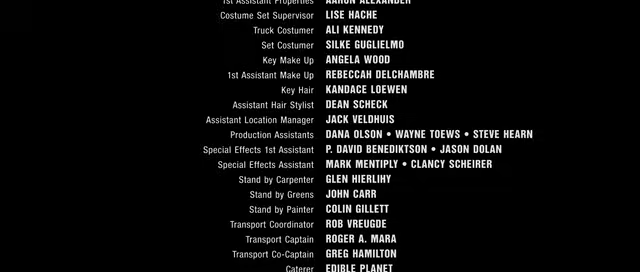 1st Assistant Properties AARON ALEXANDER
Costume Set Supervisor LISE HACHE
Truck Costumer ALI KENNEDY
Set Costumer SILKE GUGLIELMO
Key Make Up ANGELA WOOD
1st Assistant Make Up REBECCAH DELCHAMBRE
Key Hair KANDACE LOEWEN
Assistant Hair Stylist DEAN SCHECK
Assistant Location Manager JACK VELDHUIS
Production Assistants DANA OLSON • WAYNE TOEWS • STEVE HEARN
Special Effects 1st Assistant P. DAVID BENEDIKTSON • JASON DOLAN
Special Effects Assistant MARK MENTIPLY • CLANCY SCHEIRER
Stand by Carpenter GLEN HIERLIHY
Stand by Greens JOHN CARR
Stand by Painter COLIN GILLETT
Transport Coordinator ROB VREUGDE
Transport Captain ROGER A. MARA
Transport Co-Captain GREG HAMILTON
Caterer EDIBLE PLANET